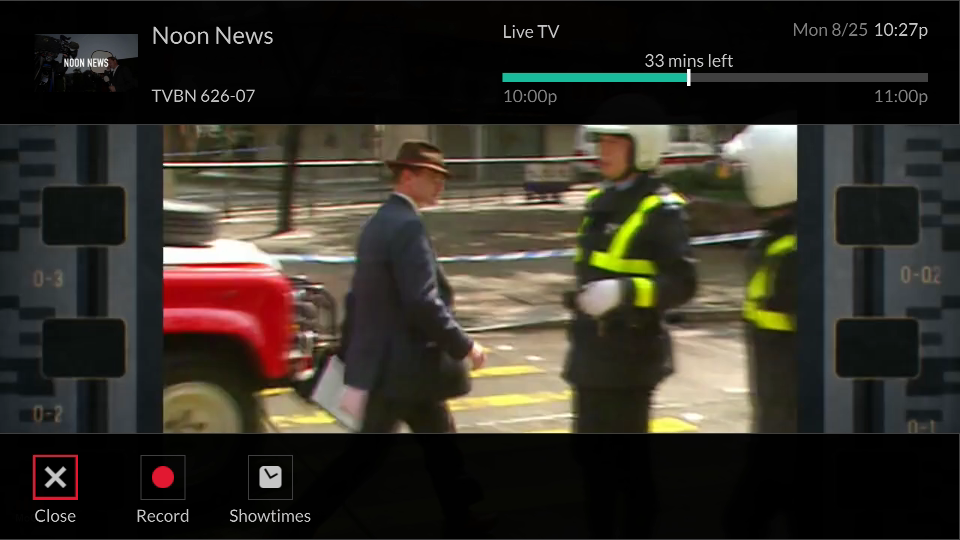 NOON NEWS
Noon News
TVBN 626-07
Live TV
Mon 8/25 10:27p
33 mins left
10:00p
11:00p
0-3
0-02
0-2
0-1
Close
Record
Showtimes